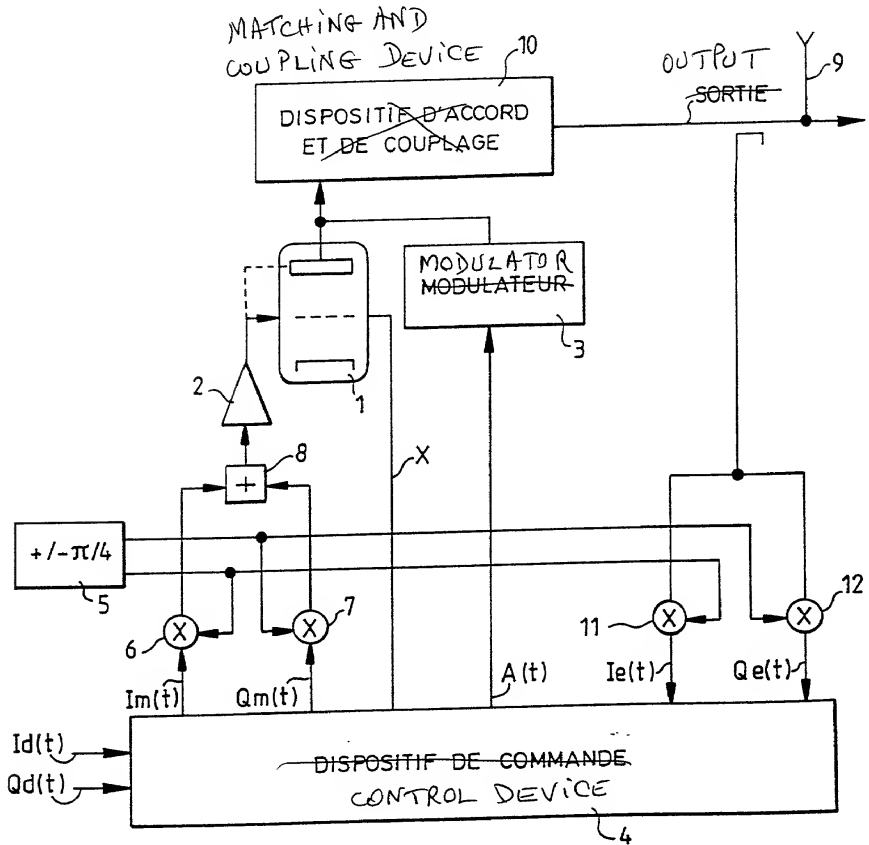 MATCHING AND
COUPLING DEVICE
10
OUTPUT
SORTIE
9
DISPOSITIF D'ACCORD
ET DE COUPLAGE
MODULATOR
MODULATEUR
3
1
2
8
+
X
+/-π/4
5
6
X
7
X
11
X
12
X
Im(t)
Qm(t)
A(t)
Ie(t)
Qe(t)
Id(t)
Qd(t)
DISPOSITIF DE COMMANDE
CONTROL DEVICE
4